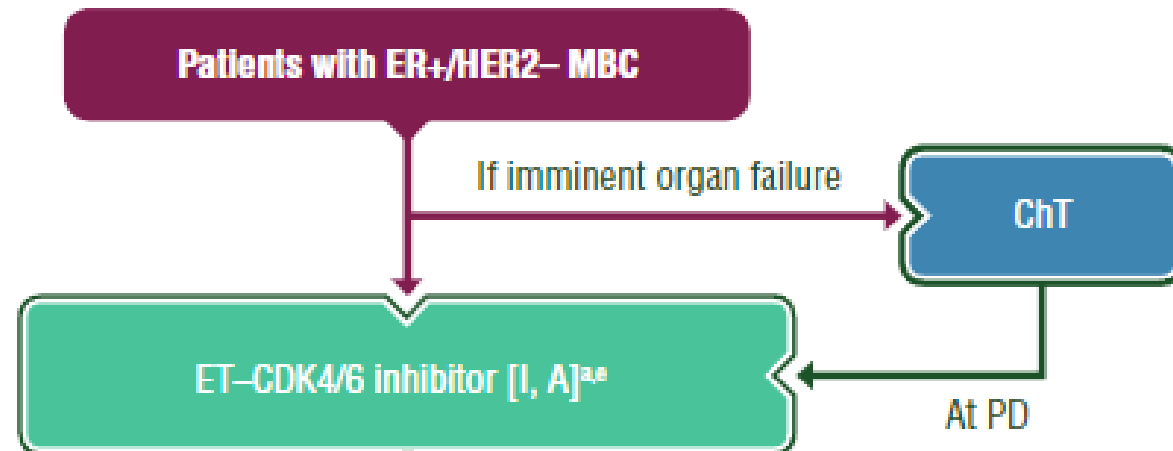 Patients with ER+/HER2– MBC
If imminent organ failure
ChT
ET–CDK4/6 inhibitor [I, A]a,e
At PD